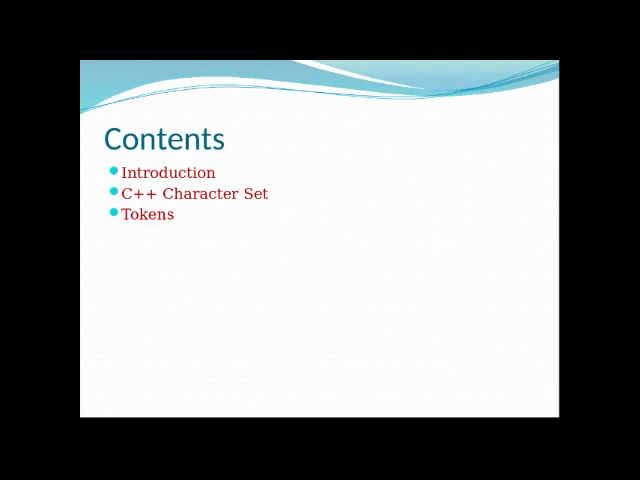 Contents
Introduction
C++ Character Set
Tokens